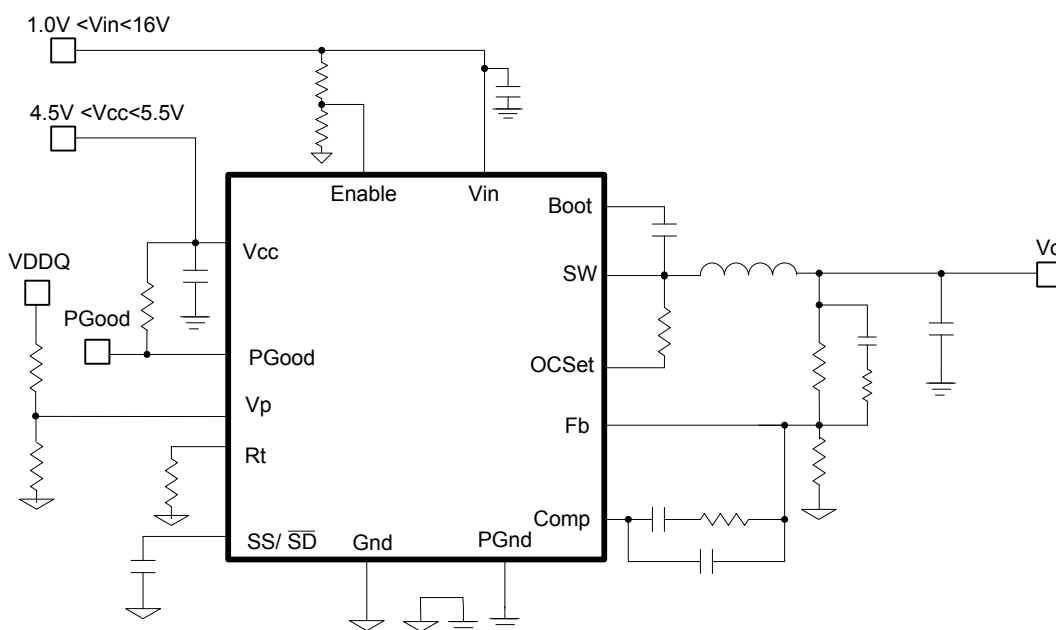 1.0V <Vin<16V
4.5V <Vcc<5.5V
Enable
Vin
Boot
Vcc
SW
VDDQ
PGood
PGood
OCSet
Vp
Fb
Rt
Comp
SS/ SD
Gnd
PGnd